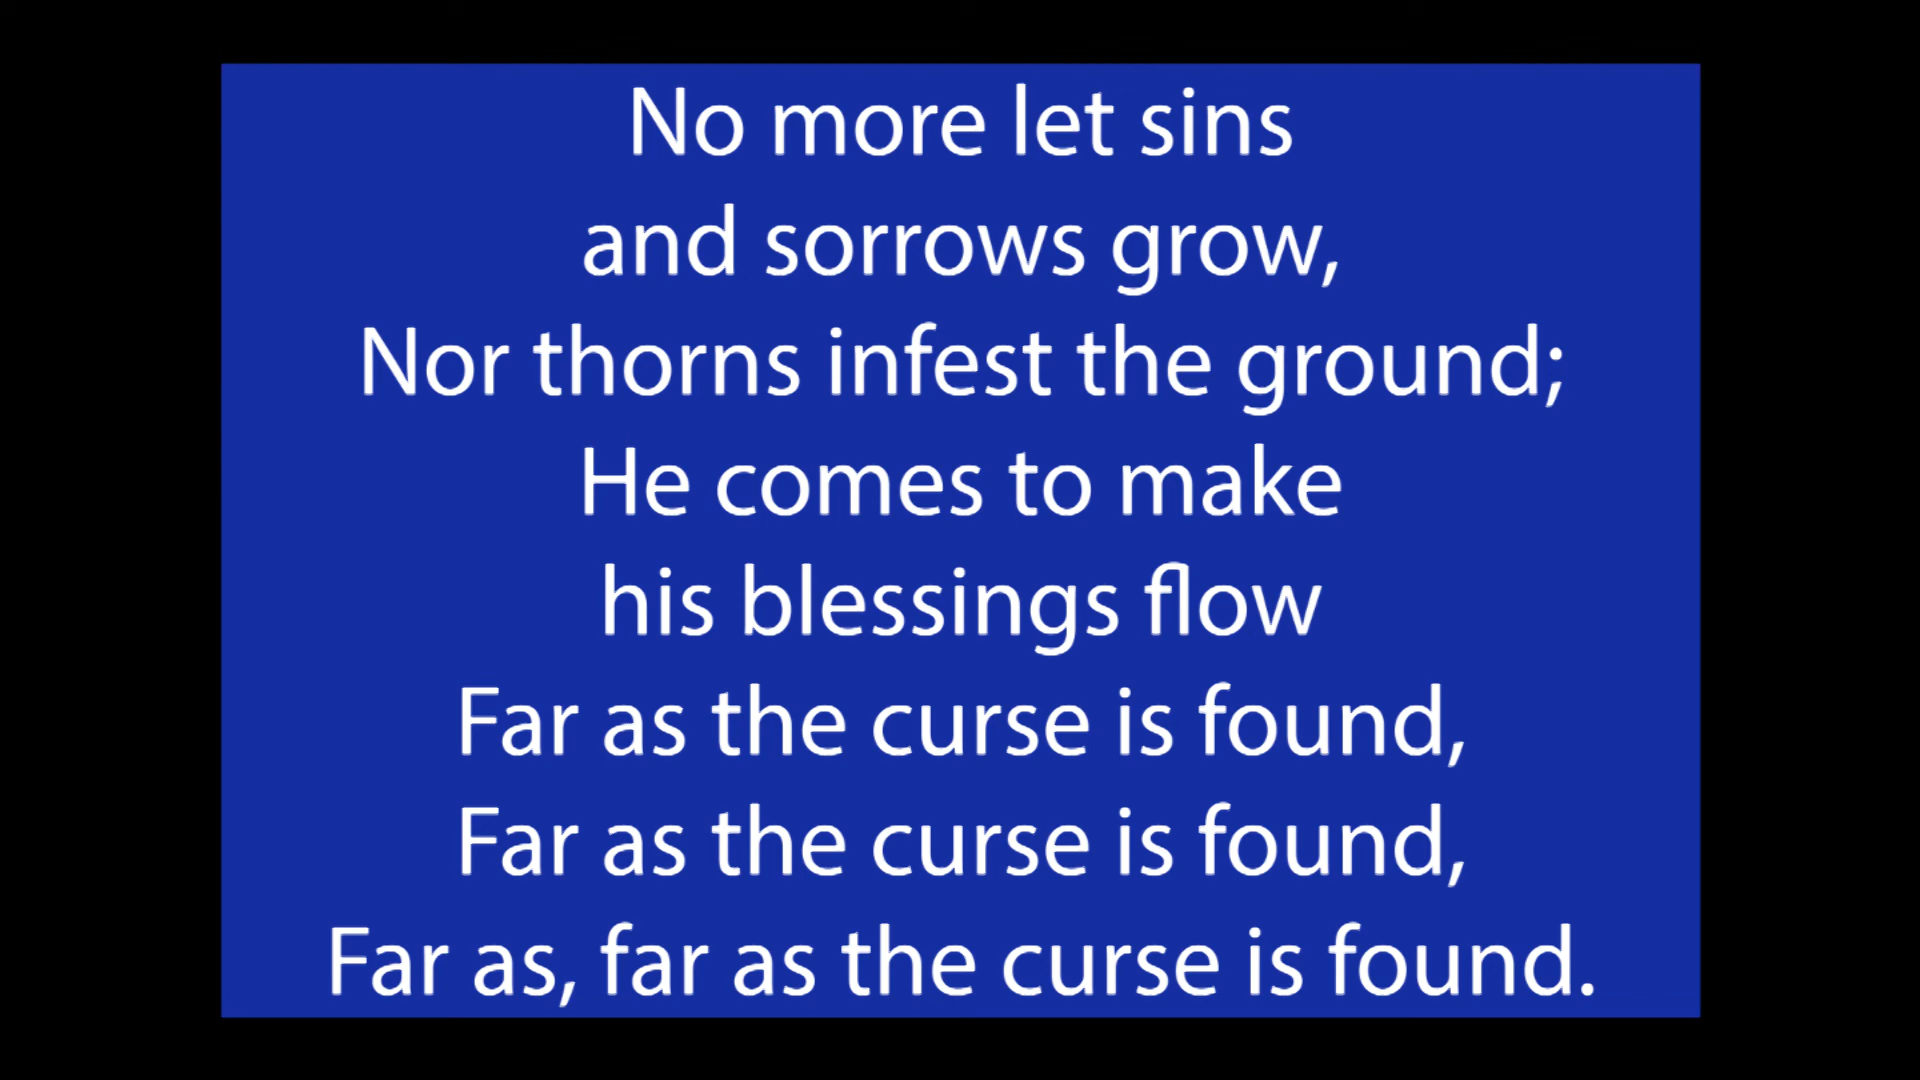 No more let sins
and sorrows grow,
Nor thorns infest the ground;
He comes to make
his blessings flow
Far as the curse is found,
Far as the curse is found,
Far as, far as the curse is found.